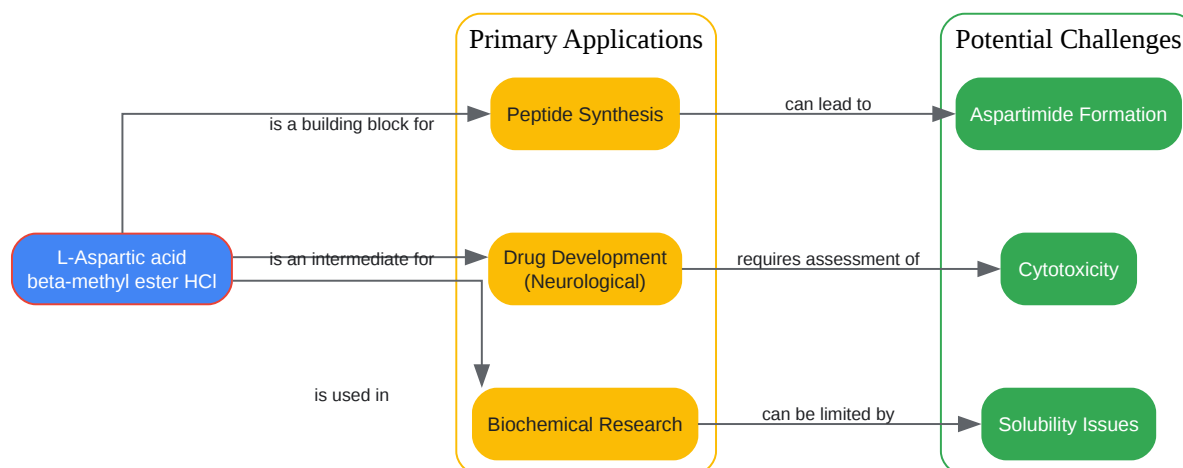 Primary Applications
Potential Challenges
Peptide Synthesis
can lead to
Aspartimide Formation
is a building block for
L-Aspartic acid
beta-methyl ester HCl
is an intermediate for
Drug Development
(Neurological)
requires assessment of
Cytotoxicity
is used in
Biochemical Research
can be limited by
Solubility Issues